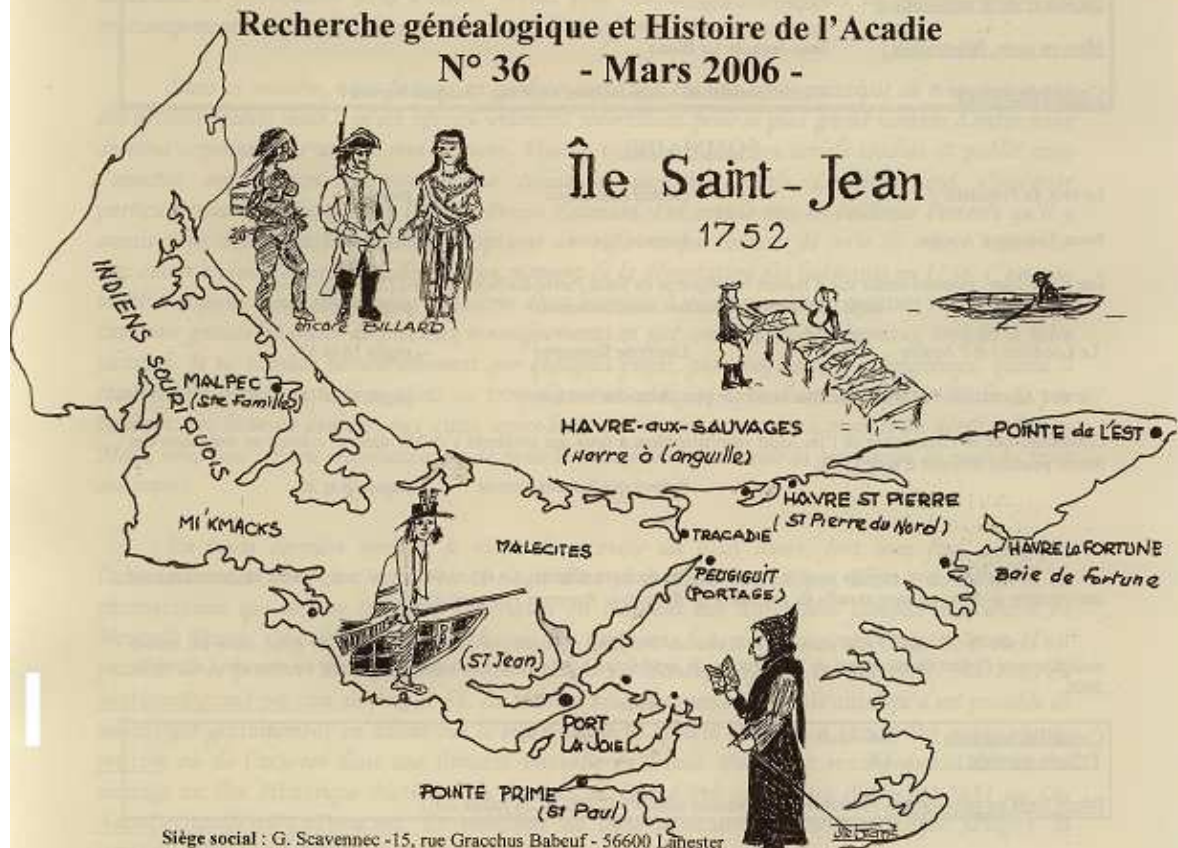 Recherche généalogique et Histoire de l'Acadie
N° 36 - Mars 2006 -
Île Saint-Jean
1752
encore BILLARD
INDIENS SOURIQUOIS
MALPEC
(Ste Famille)
HAVRE-aux-SAUVAGES
(Havre à l'anguille)
POINTE de L'EST
HAVRE ST PIERRE
(St Pierre du Nord)
MI'KMACKS
MALECITES
TRACADIE
PEUGIGUIT
(PORTAGE)
HAVRE la FORTUNE
Baie de Fortune
(St Jean)
PORT
LA JOIE
POINTE PRIME
(St Paul)
Siège social : G. Scavennec -15, rue Gracchus Babeuf - 56600 Lanester